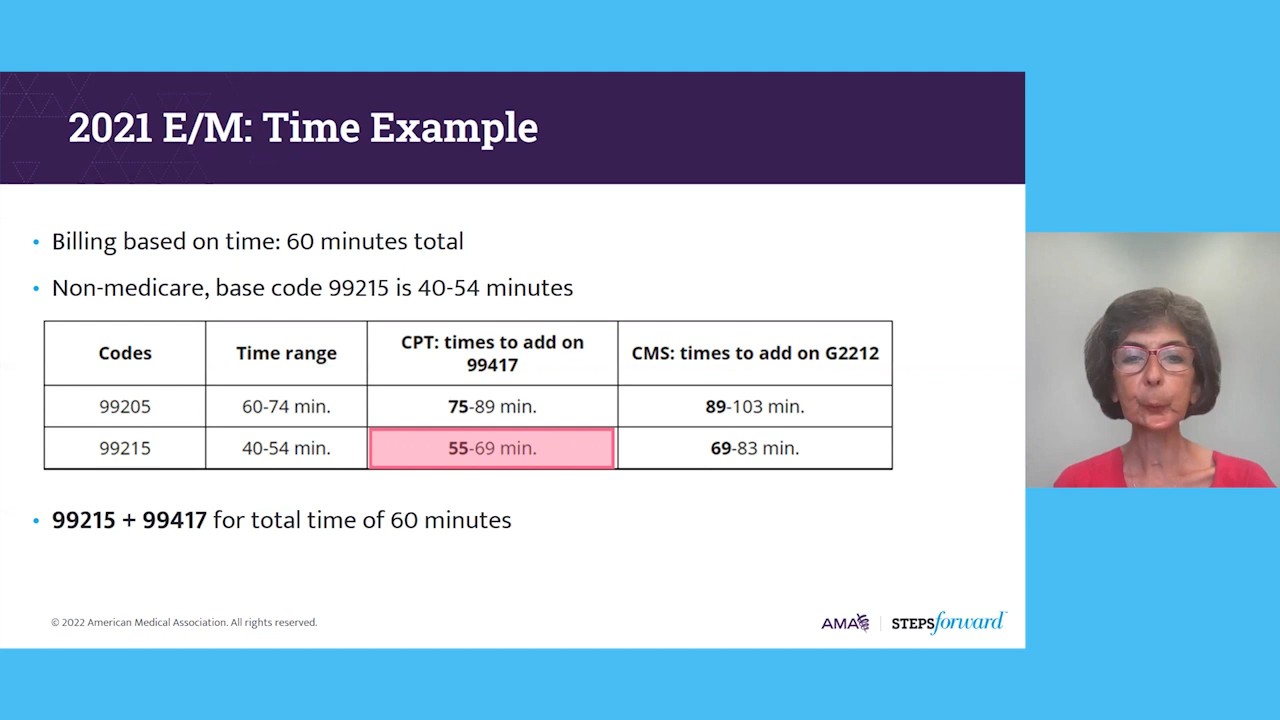 2021 E/M: Time Example
• Billing based on time: 60 minutes total
• Non-medicare, base code 99215 is 40-54 minutes
Codes Time range CPT: times to add on 99417 CMS: times to add on G2212
99205 60-74 min. 75-89 min. 89-103 min.
99215 40-54 min. 55-69 min. 69-83 min.
• 99215 + 99417 for total time of 60 minutes
© 2022 American Medical Association. All rights reserved.
AMA STEPSforward™